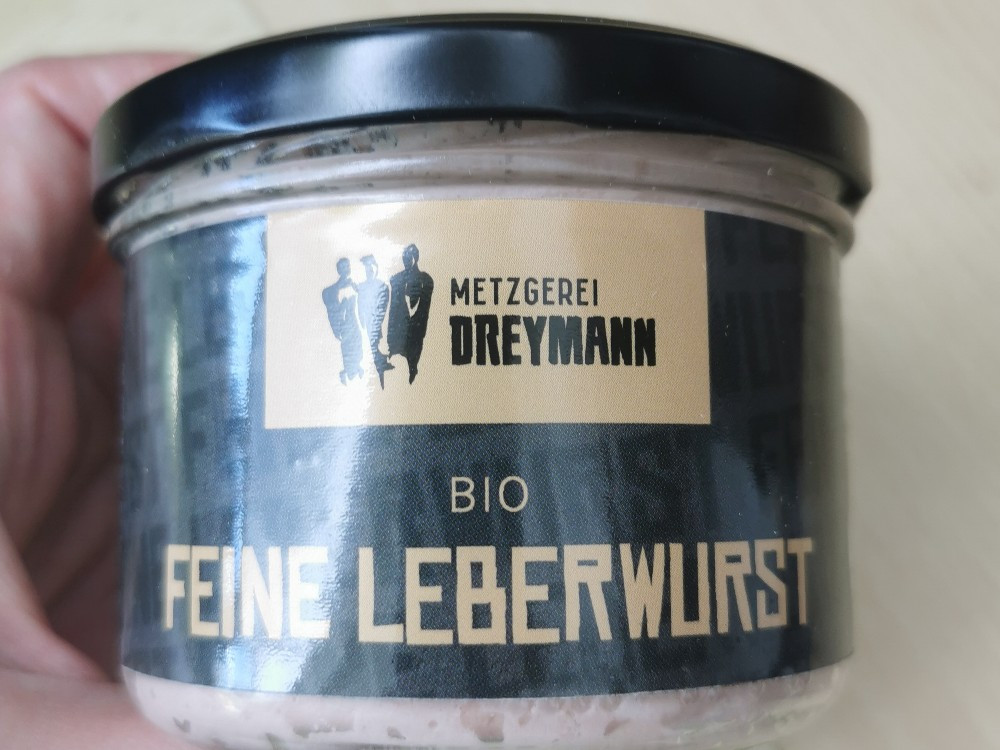 METZGEREI
DREYMANN
BIO
FEINE LEBERWURST